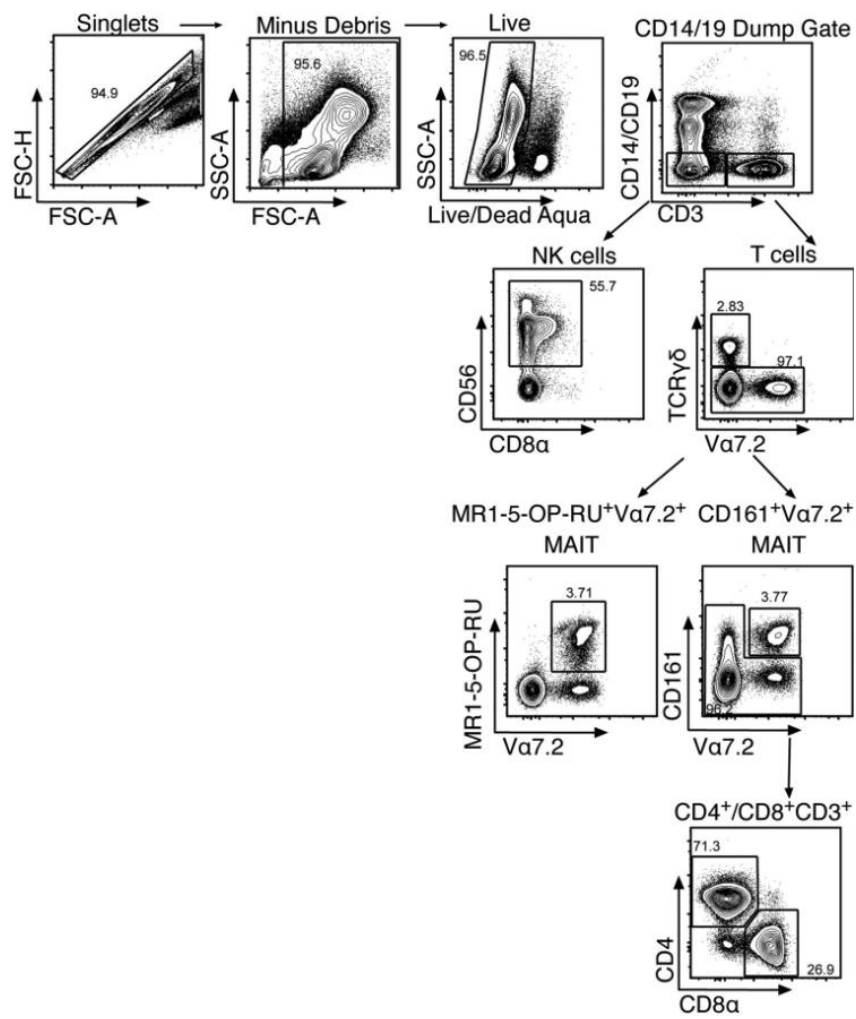 Singlets
Minus Debris
Live
CD14/19 Dump Gate
94.9
95.6
96.5
FSC-H
SSC-A
SSC-A
CD14/CD19
FSC-A
FSC-A
Live/Dead Aqua
CD3
NK cells
T cells
55.7
2.83
97.1
CD56
TCRγδ
CD8α
Vα7.2
MR1-5-OP-RU⁺Vα7.2⁺
MAIT
CD161⁺Vα7.2⁺
MAIT
3.71
3.77
96.2
MR1-5-OP-RU
CD161
Vα7.2
Vα7.2
CD4⁺/CD8⁺CD3⁺
71.3
26.9
CD4
CD8α